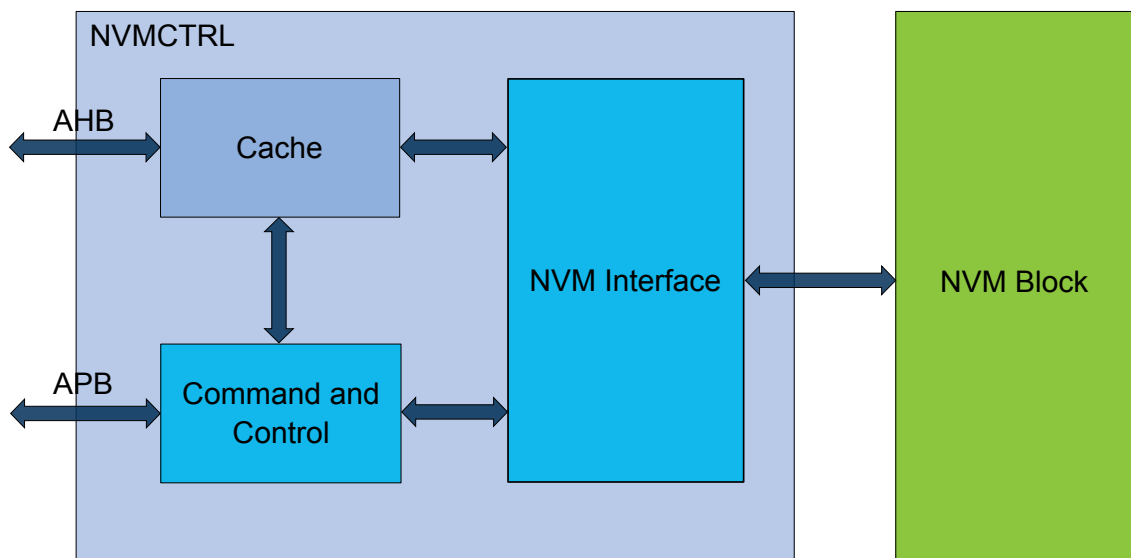 NVMCTRL
AHB
Cache
NVM Interface
NVM Block
APB
Command and
Control